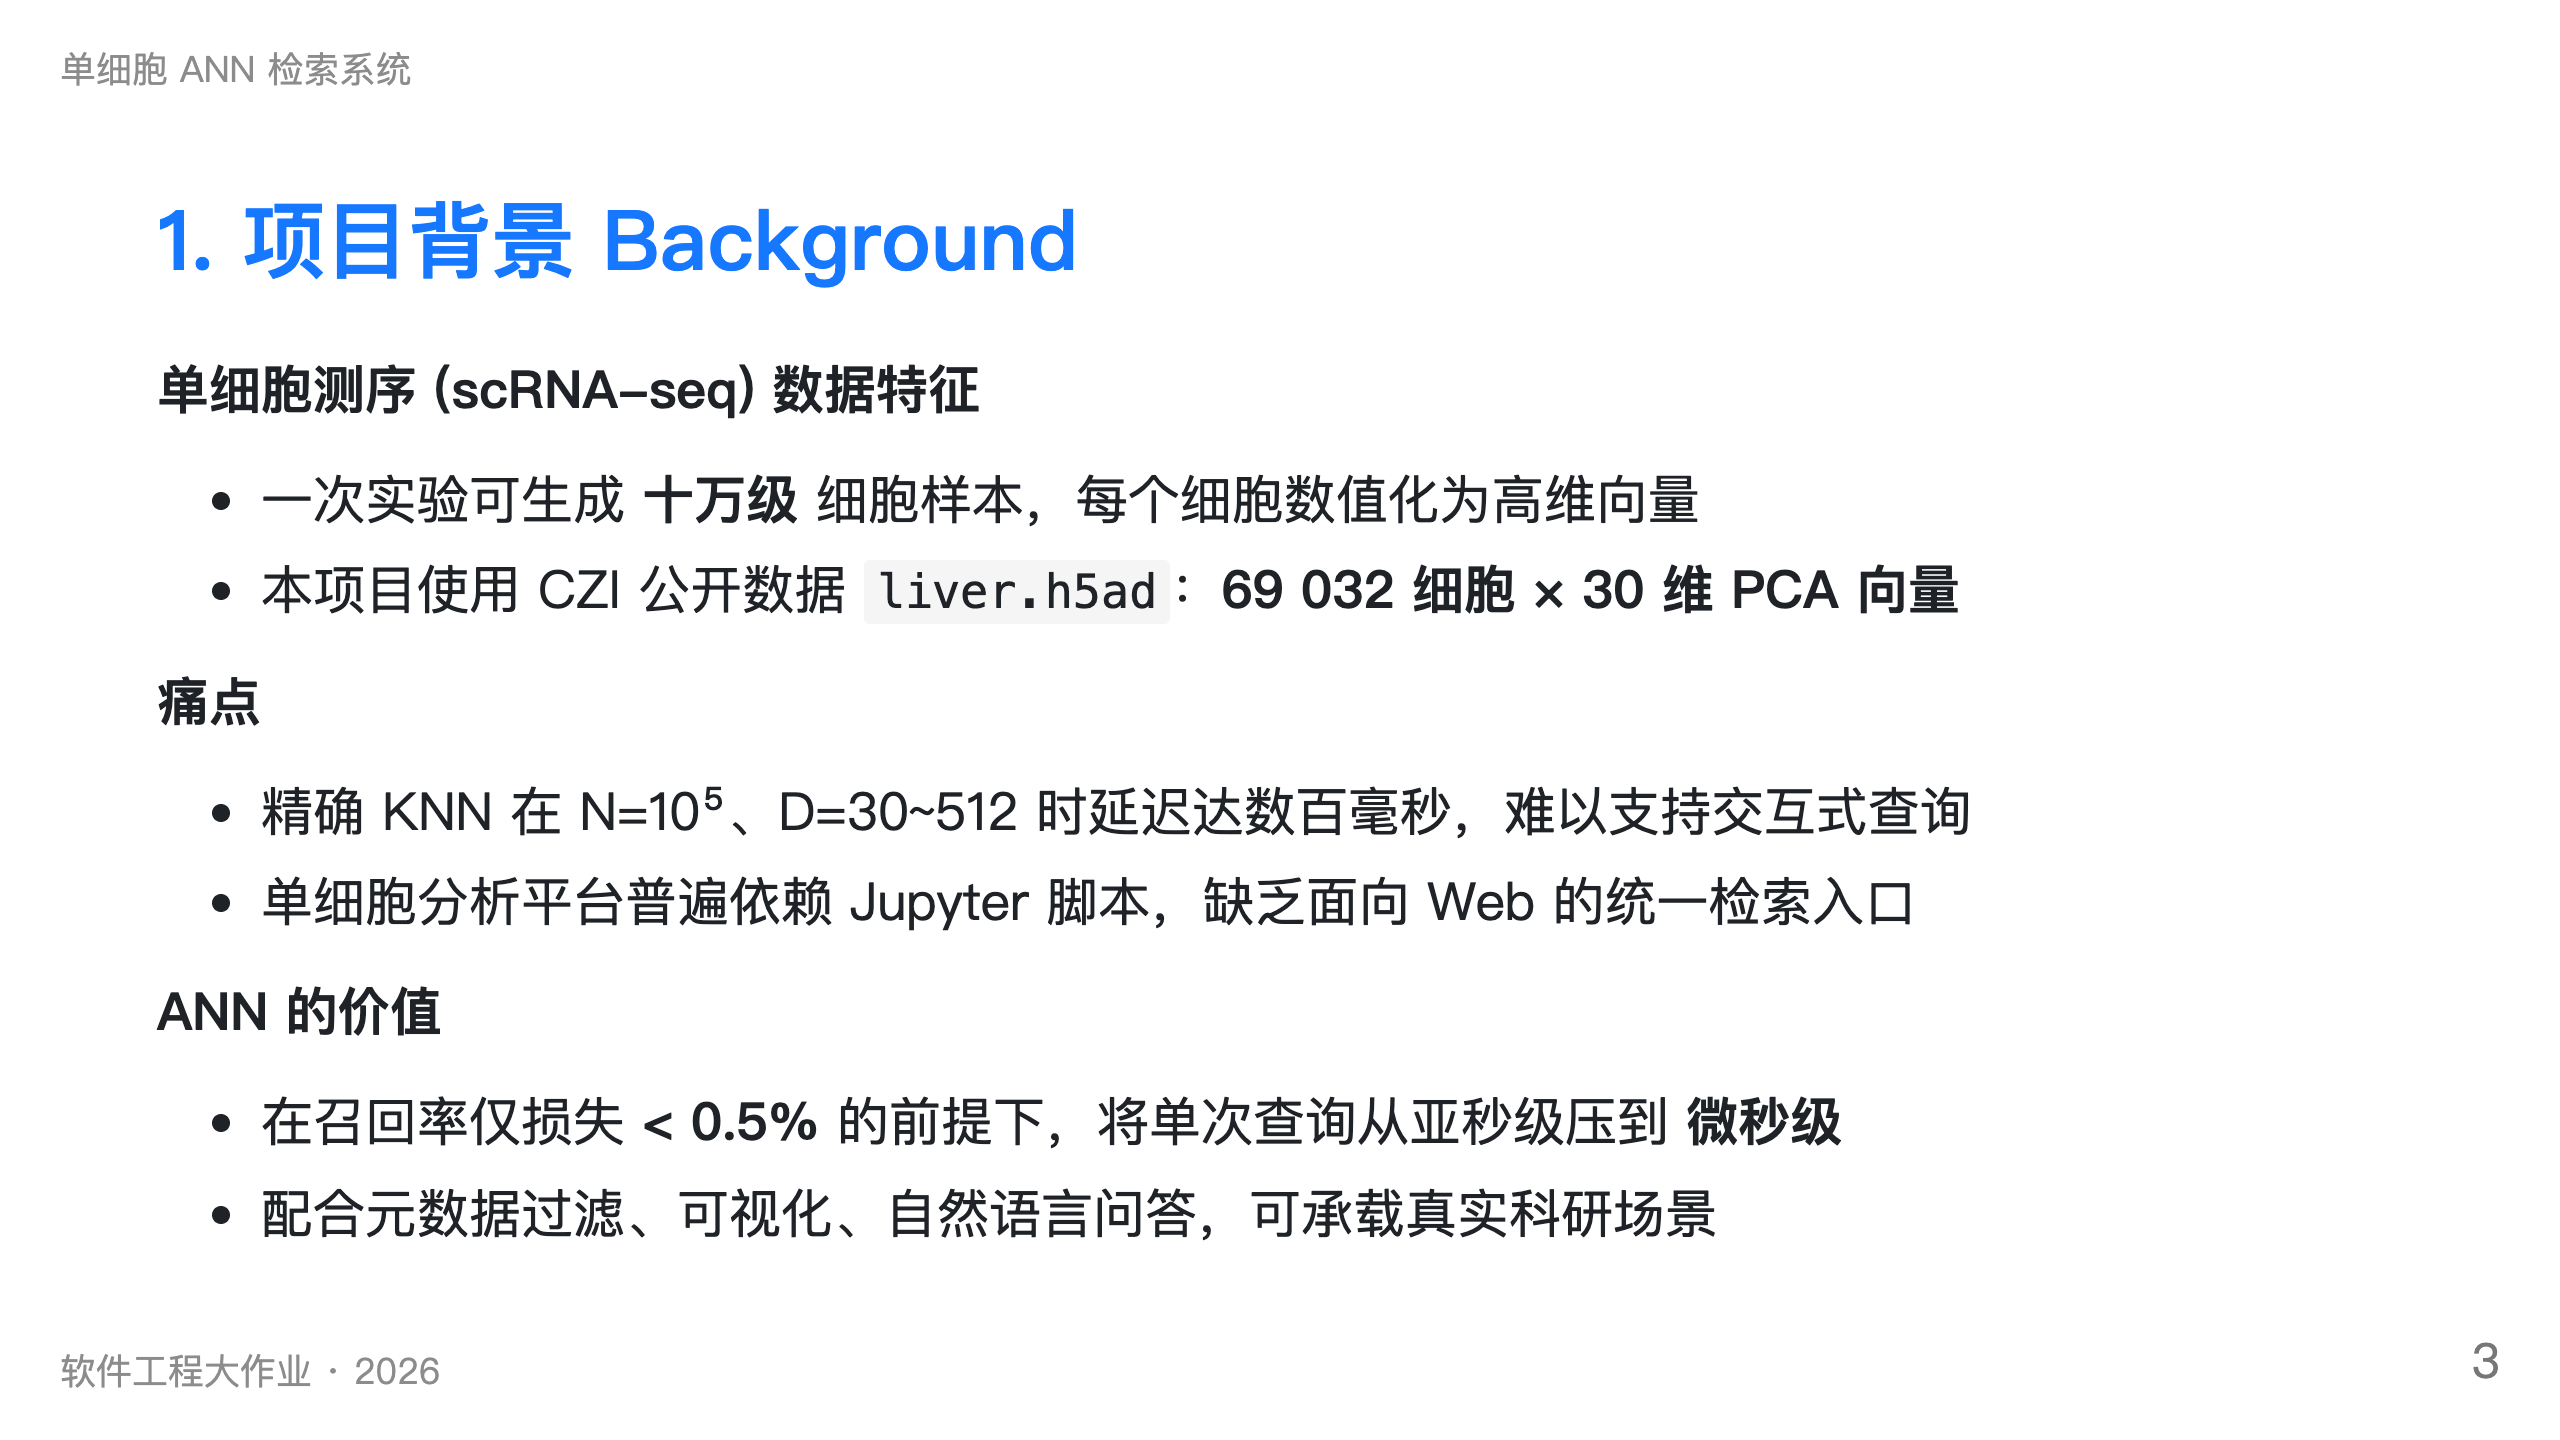 单细胞 ANN 检索系统
1. 项目背景 Background
单细胞测序 (scRNA-seq) 数据特征
• 一次实验可生成 十万级 细胞样本，每个细胞数值化为高维向量
• 本项目使用 CZI 公开数据 liver.h5ad：69 032 细胞 × 30 维 PCA 向量
痛点
• 精确 KNN 在 N=10⁵、D=30~512 时延迟达数百毫秒，难以支持交互式查询
• 单细胞分析平台普遍依赖 Jupyter 脚本，缺乏面向 Web 的统一检索入口
ANN 的价值
• 在召回率仅损失 < 0.5% 的前提下，将单次查询从亚秒级压到 微秒级
• 配合元数据过滤、可视化、自然语言问答，可承载真实科研场景
软件工程大作业 · 2026
3